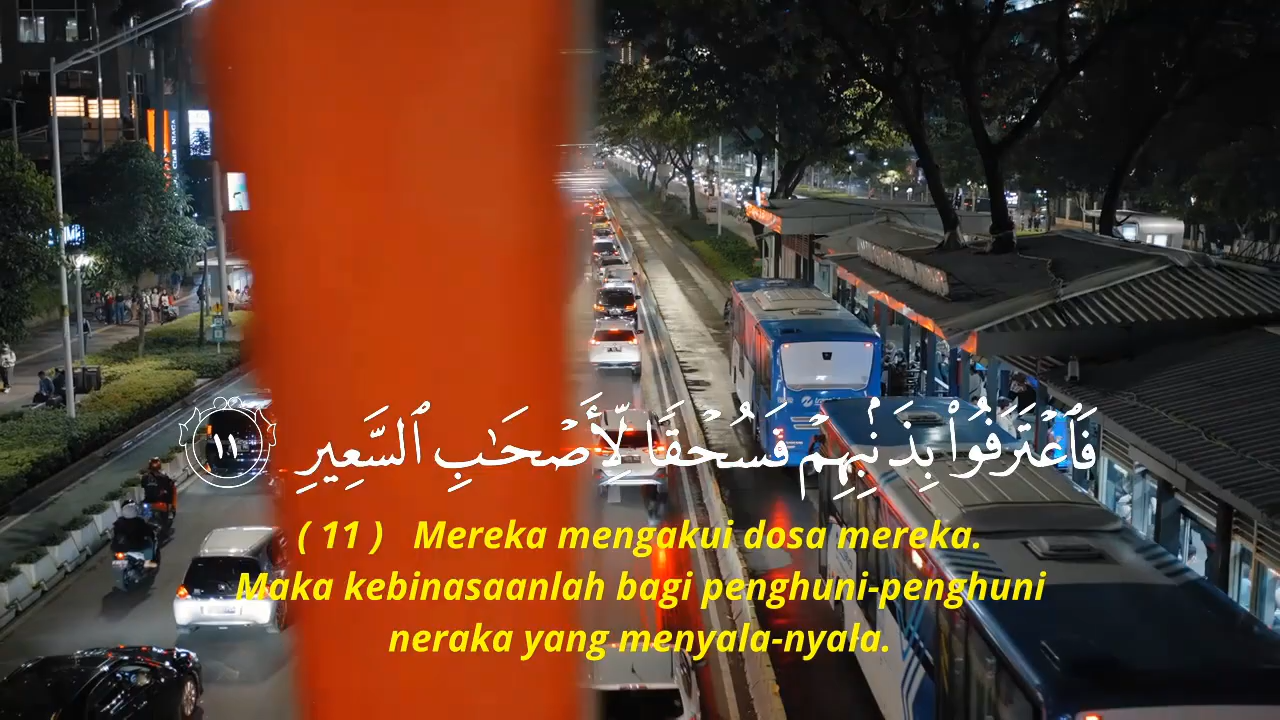 فَٱعْتَرَفُوا۟ بِذَنۢبِهِمْ فَسُحْقًا لِّأَصْحَـٰبِ ٱلسَّعِيرِ ١١
( 11 ) Mereka mengakui dosa mereka.
Maka kebinasaanlah bagi penghuni-penghuni
neraka yang menyala-nyala.